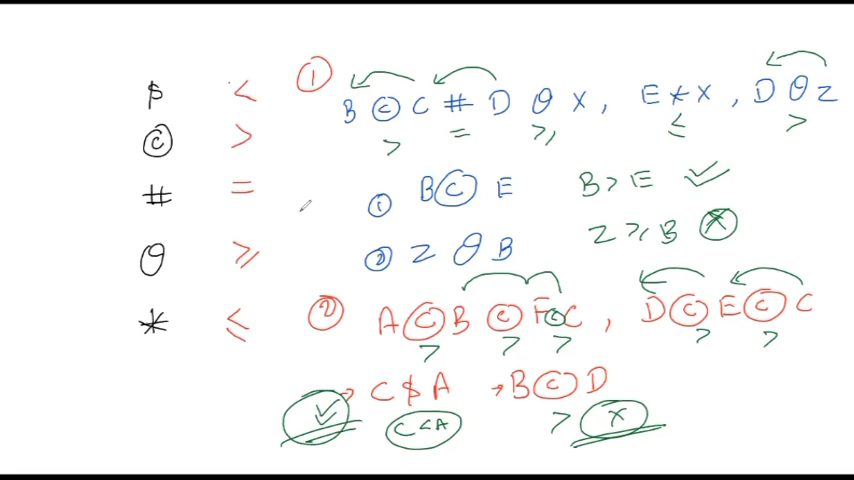 $ < ① B © C # D θ X , E * X , D θ Z
> = ≥ ≤ >
© >
# = ① B © E B > E ✓
θ ≥ ② Z θ B Z ≥ B X
* ≤ ② A © B © F © C , D © E © C
> > > > >
→ C $ A → B © D
✓ C < A > X